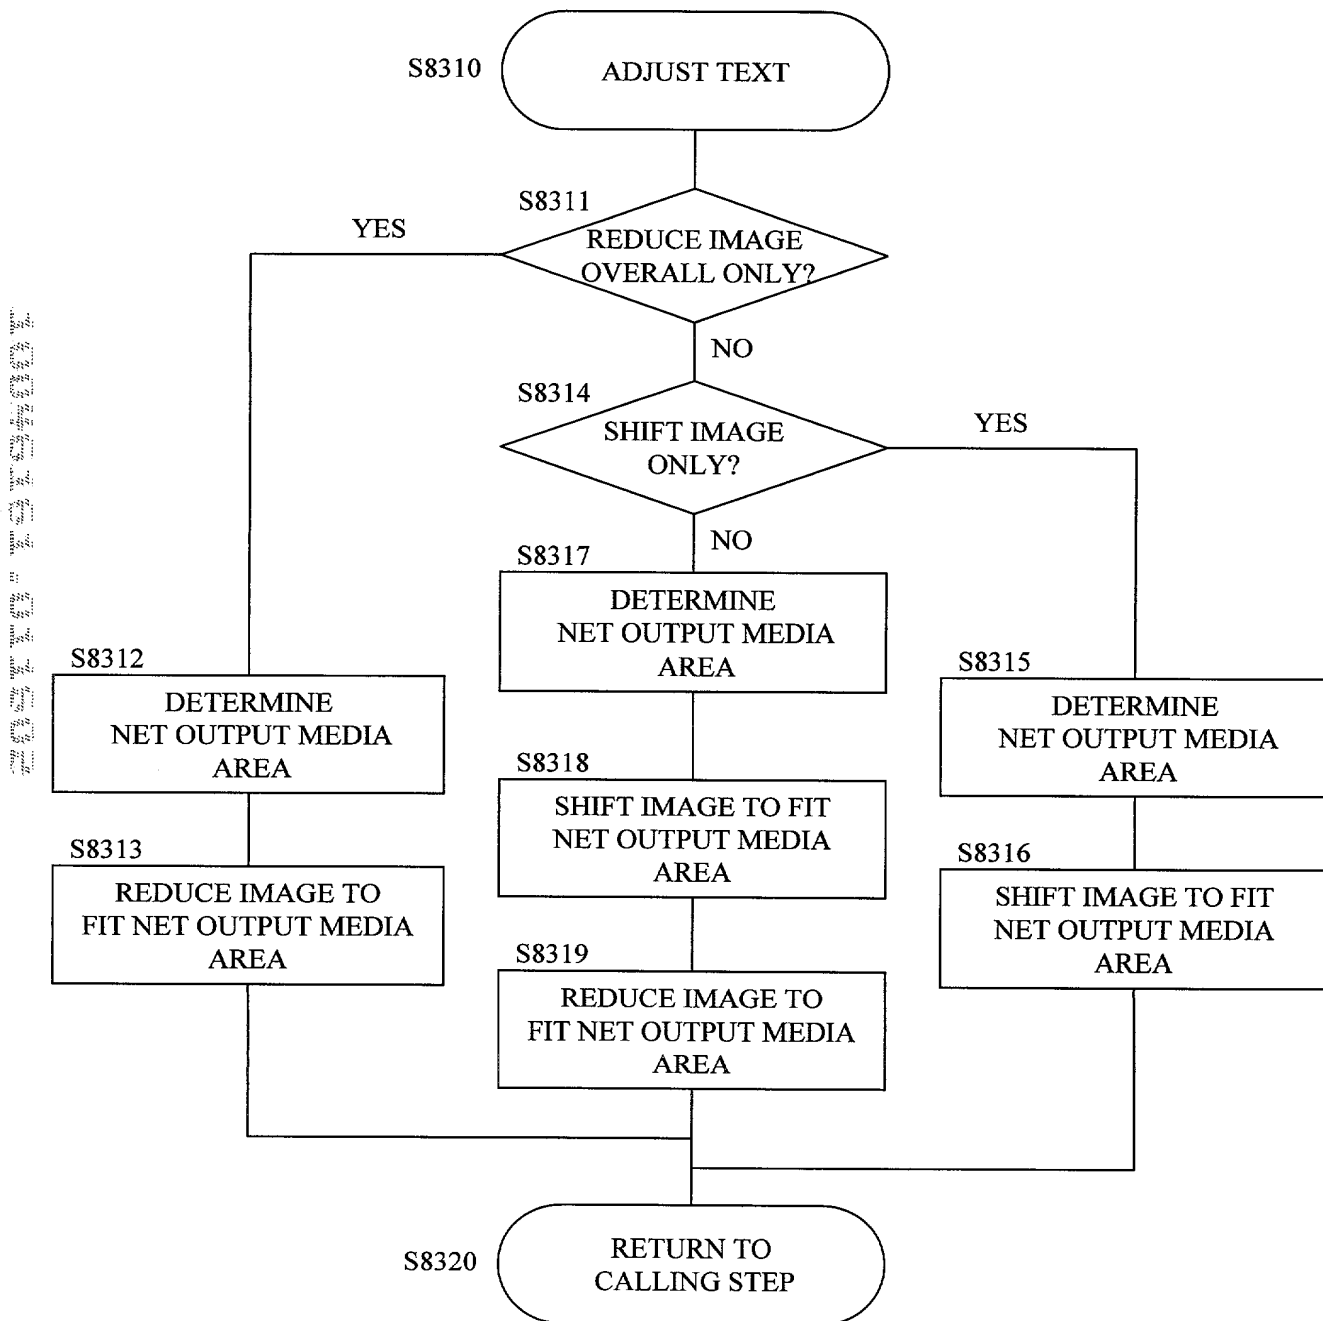 S8310
ADJUST TEXT
S8311
YES
REDUCE IMAGE
OVERALL ONLY?
NO
S8314
YES
SHIFT IMAGE
ONLY?
NO
S8317
DETERMINE
NET OUTPUT MEDIA
AREA
S8312
DETERMINE
NET OUTPUT MEDIA
AREA
S8315
DETERMINE
NET OUTPUT MEDIA
AREA
S8318
SHIFT IMAGE TO FIT
NET OUTPUT MEDIA
AREA
S8313
REDUCE IMAGE TO
FIT NET OUTPUT MEDIA
AREA
S8316
SHIFT IMAGE TO FIT
NET OUTPUT MEDIA
AREA
S8319
REDUCE IMAGE TO
FIT NET OUTPUT MEDIA
AREA
S8320
RETURN TO
CALLING STEP